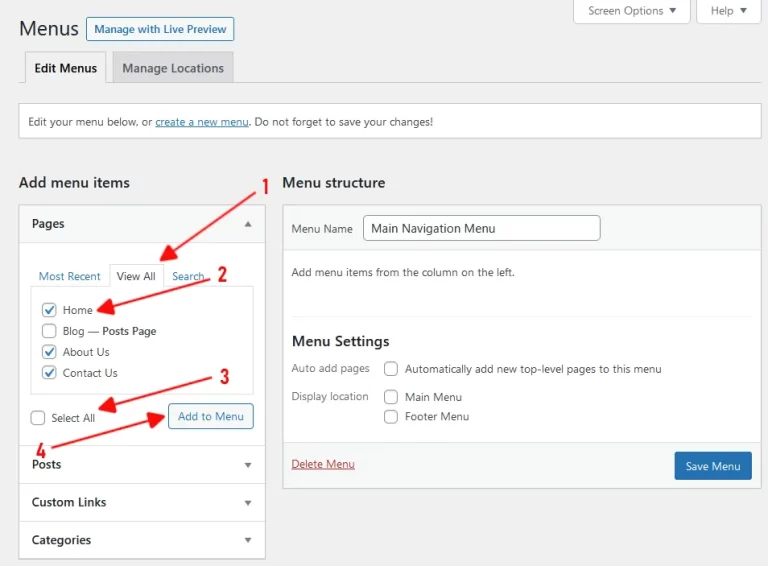 Screen Options Help
Menus Manage with Live Preview
Edit Menus Manage Locations
Edit your menu below, or create a new menu. Do not forget to save your changes!
Add menu items
1
Menu structure
Pages
Menu Name Main Navigation Menu
Most Recent View All Search
2
Home
Blog — Posts Page
About Us
Contact Us
3
Select All Add to Menu
4
Posts
Custom Links
Categories
Add menu items from the column on the left.
Menu Settings
Auto add pages Automatically add new top-level pages to this menu
Display location Main Menu
Footer Menu
Delete Menu Save Menu